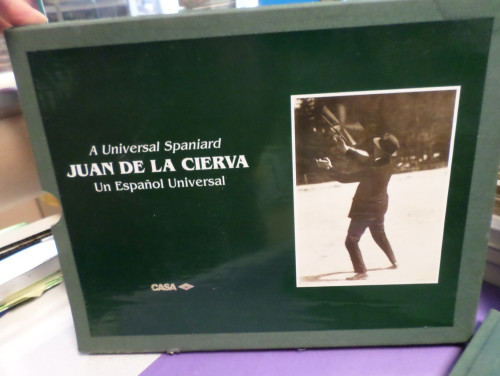 A Universal Spaniard
JUAN DE LA CIERVA
Un Español Universal
CASA